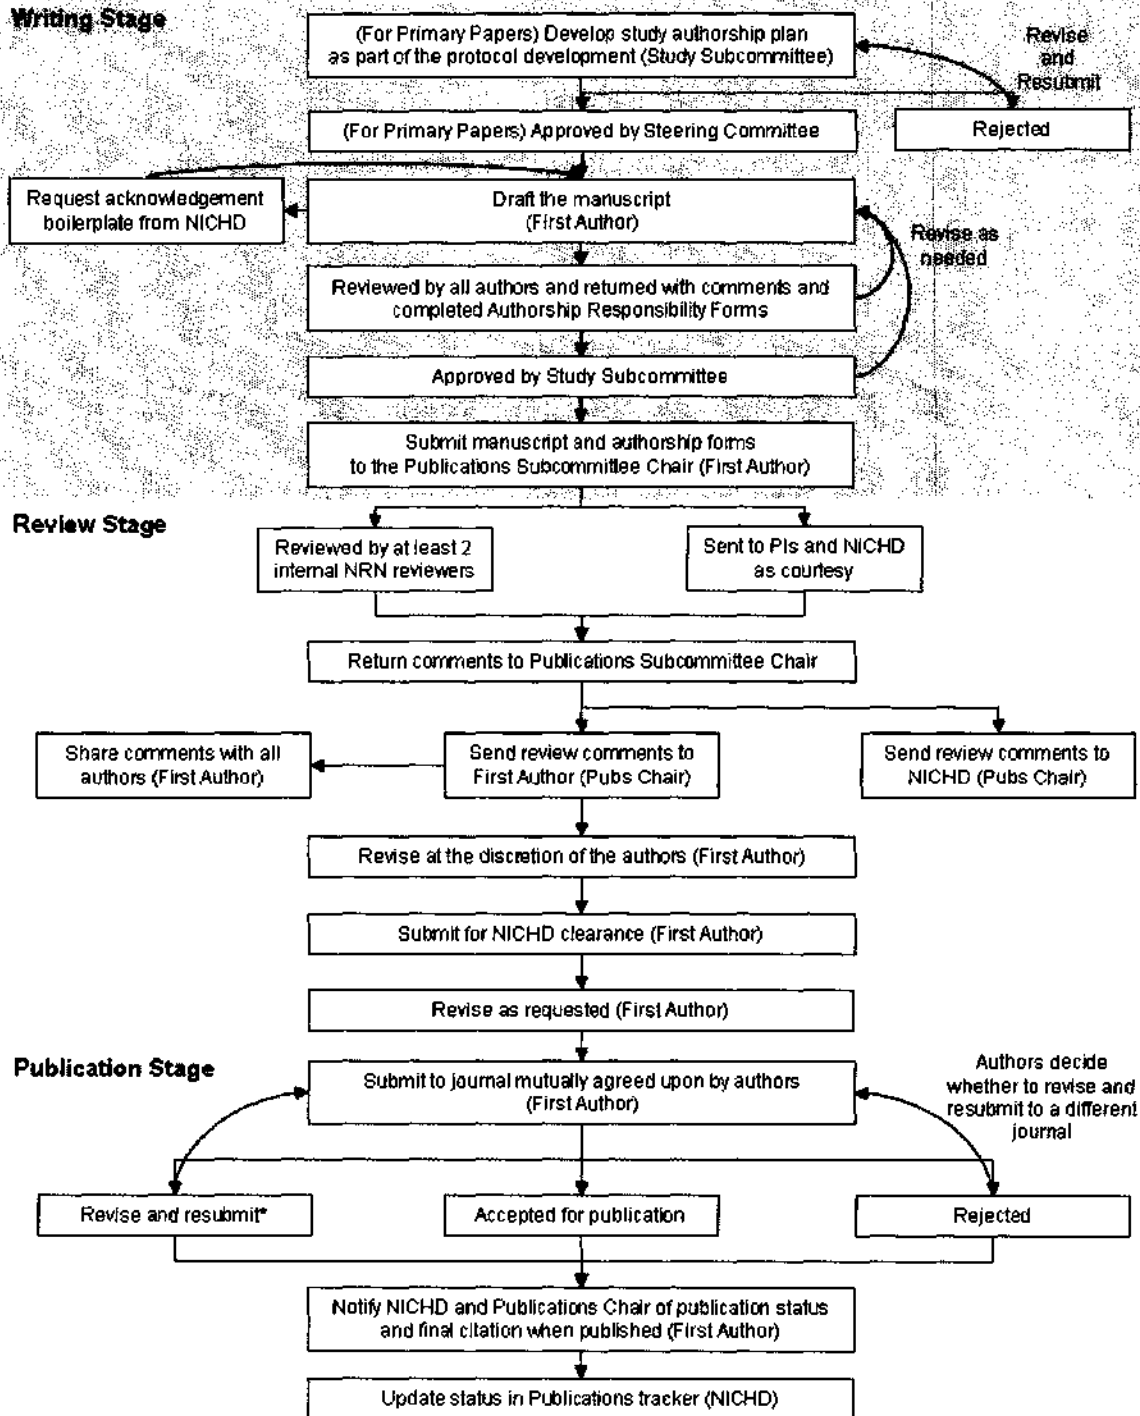 Writing Stage
(For Primary Papers) Develop study authorship plan
as part of the protocol development (Study Subcommittee)
Revise
and
Resubmit
(For Primary Papers) Approved by Steering Committee
Rejected
Request acknowledgement
boilerplate from NICHD
Draft the manuscript
(First Author)
Revise as
needed
Reviewed by all authors and returned with comments and
completed Authorship Responsibility Forms
Approved by Study Subcommittee
Submit manuscript and authorship forms
to the Publications Subcommittee Chair (First Author)
Review Stage
Reviewed by at least 2
internal NRN reviewers
Sent to PIs and NICHD
as courtesy
Return comments to Publications Subcommittee Chair
Share comments with all
authors (First Author)
Send review comments to
First Author (Pubs Chair)
Send review comments to
NICHD (Pubs Chair)
Revise at the discretion of the authors (First Author)
Submit for NICHD clearance (First Author)
Revise as requested (First Author)
Publication Stage
Submit to journal mutually agreed upon by authors
(First Author)
Authors decide
whether to revise and
resubmit to a different
journal
Revise and resubmit*
Accepted for publication
Rejected
Notify NICHD and Publications Chair of publication status
and final citation when published (First Author)
Update status in Publications tracker (NICHD)